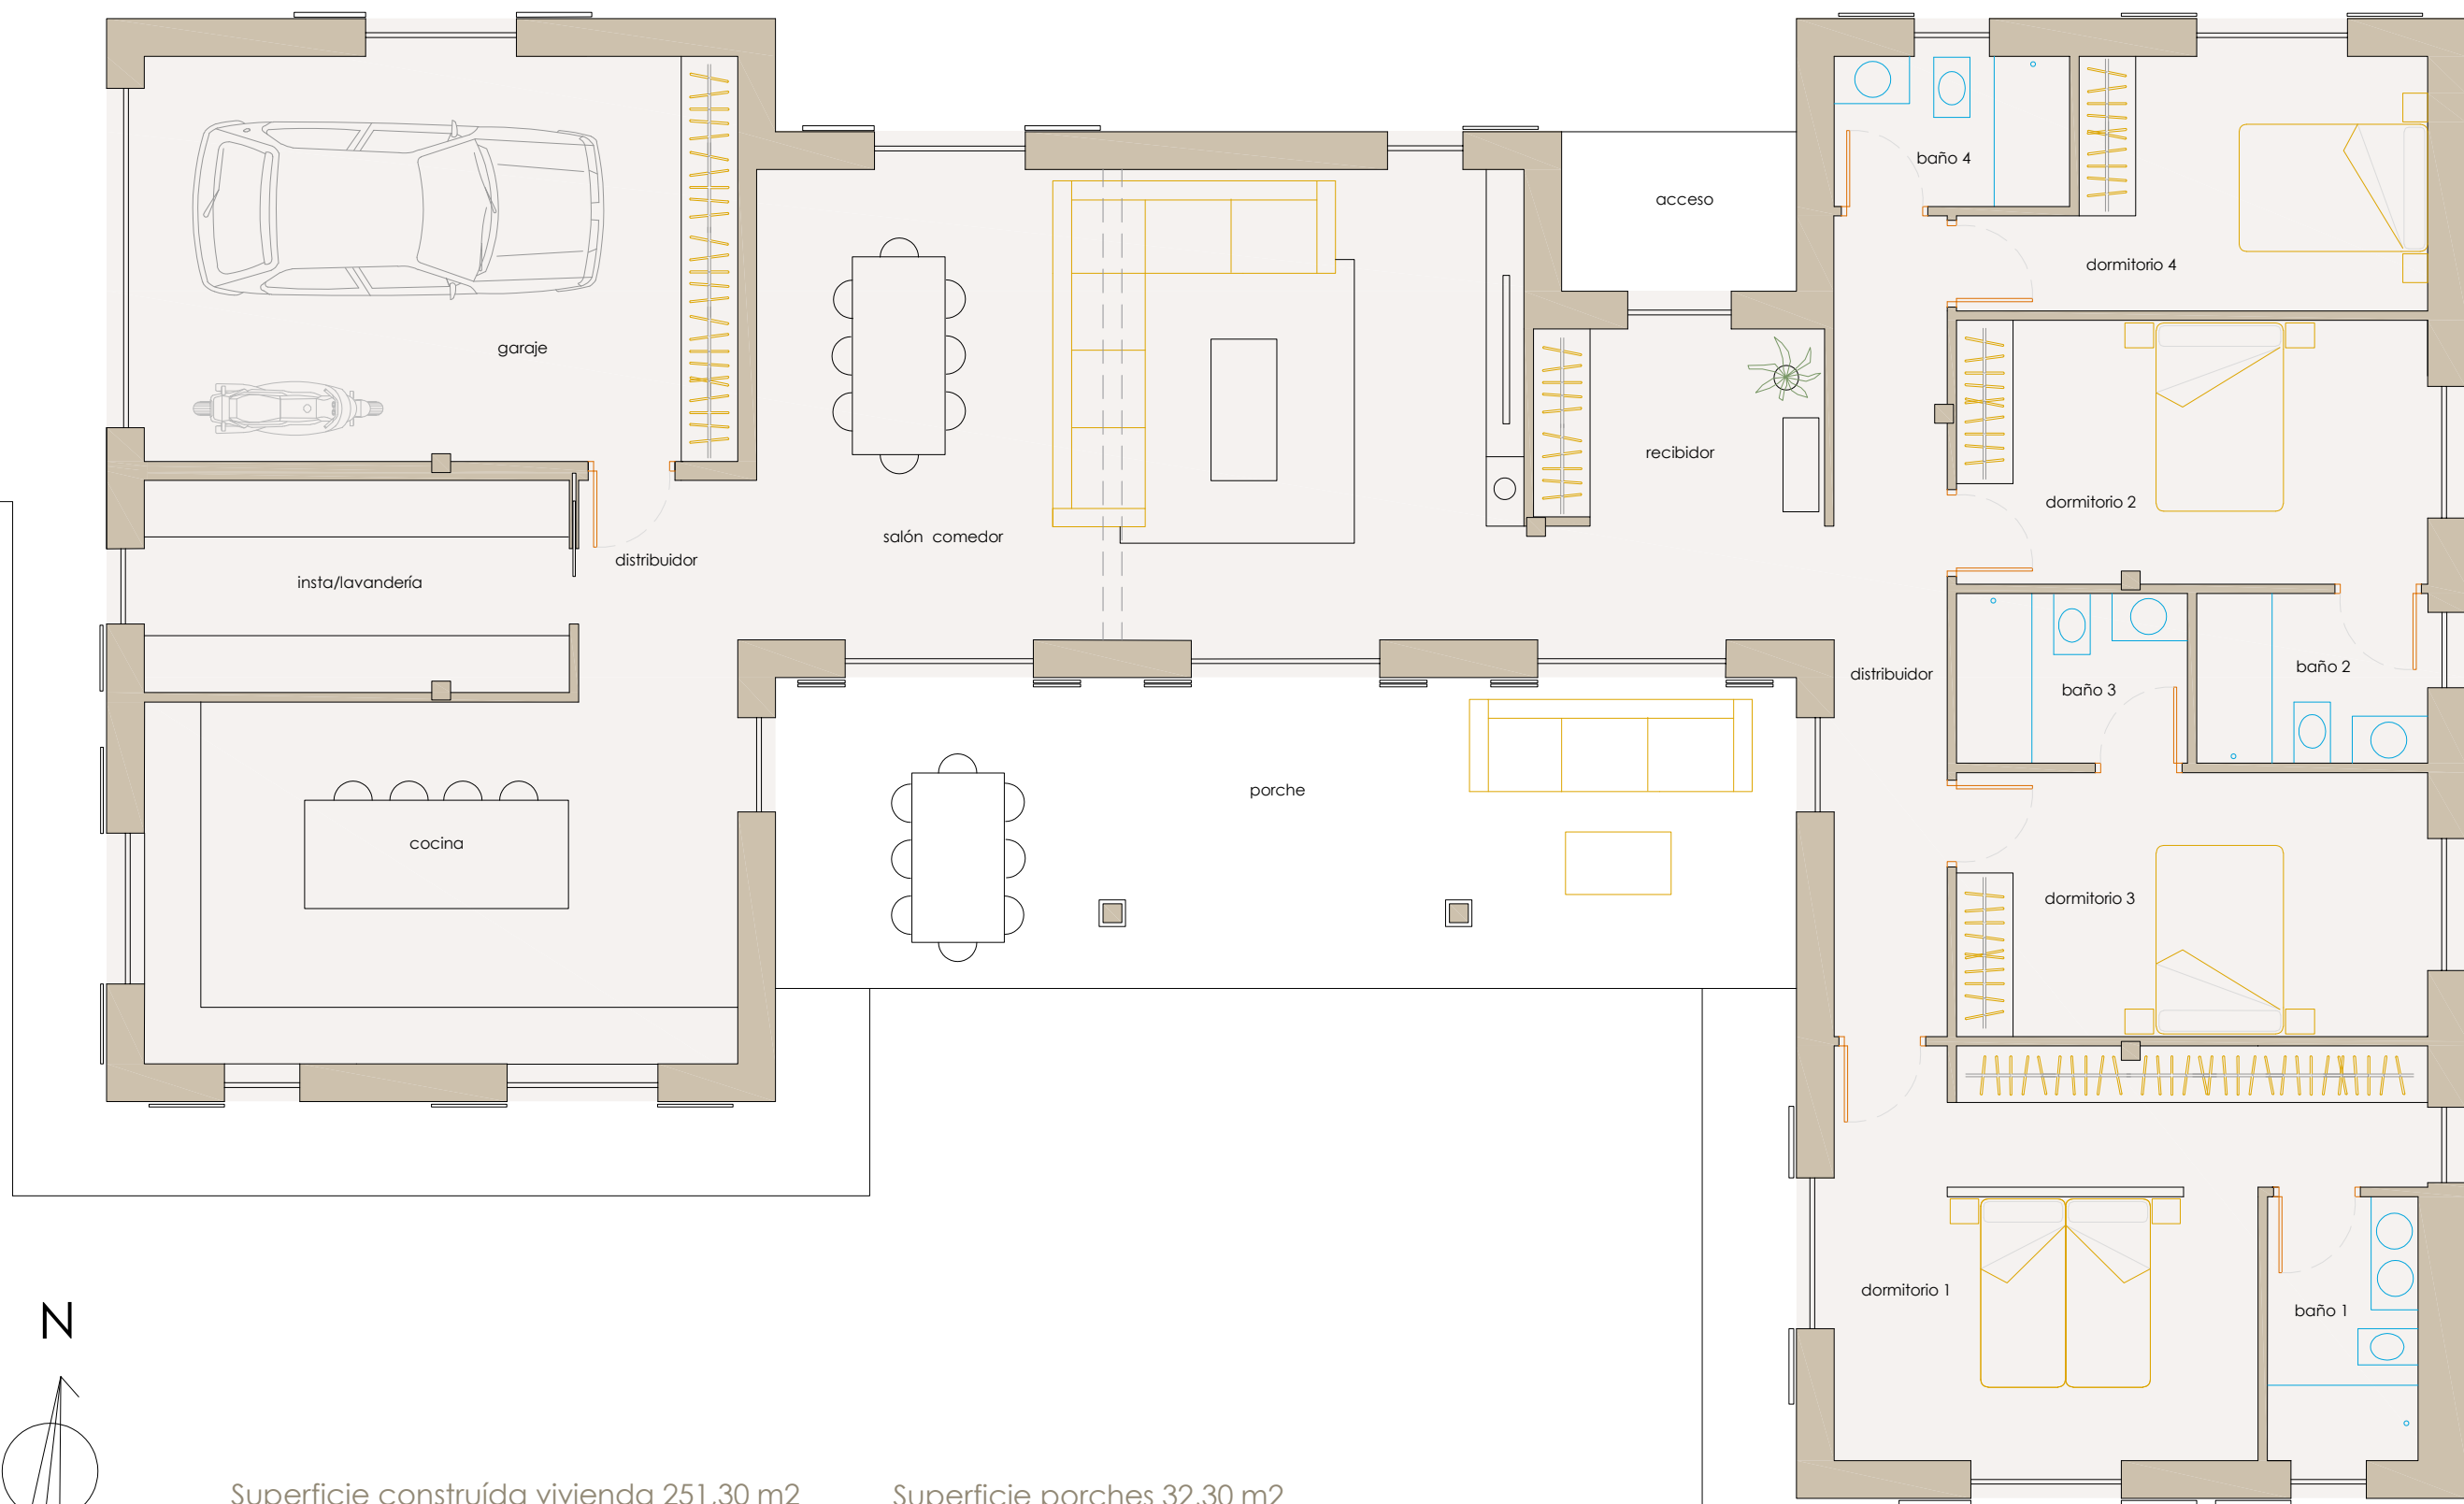 baño 4
acceso
dormitorio 4
garaje
recibidor
dormitorio 2
salón comedor
distribuidor
insta/lavandería
baño 2
distribuidor
baño 3
porche
cocina
dormitorio 3
dormitorio 1
baño 1
N
Superficie construída vivienda 251,30 m2
Superficie porches 32,30 m2